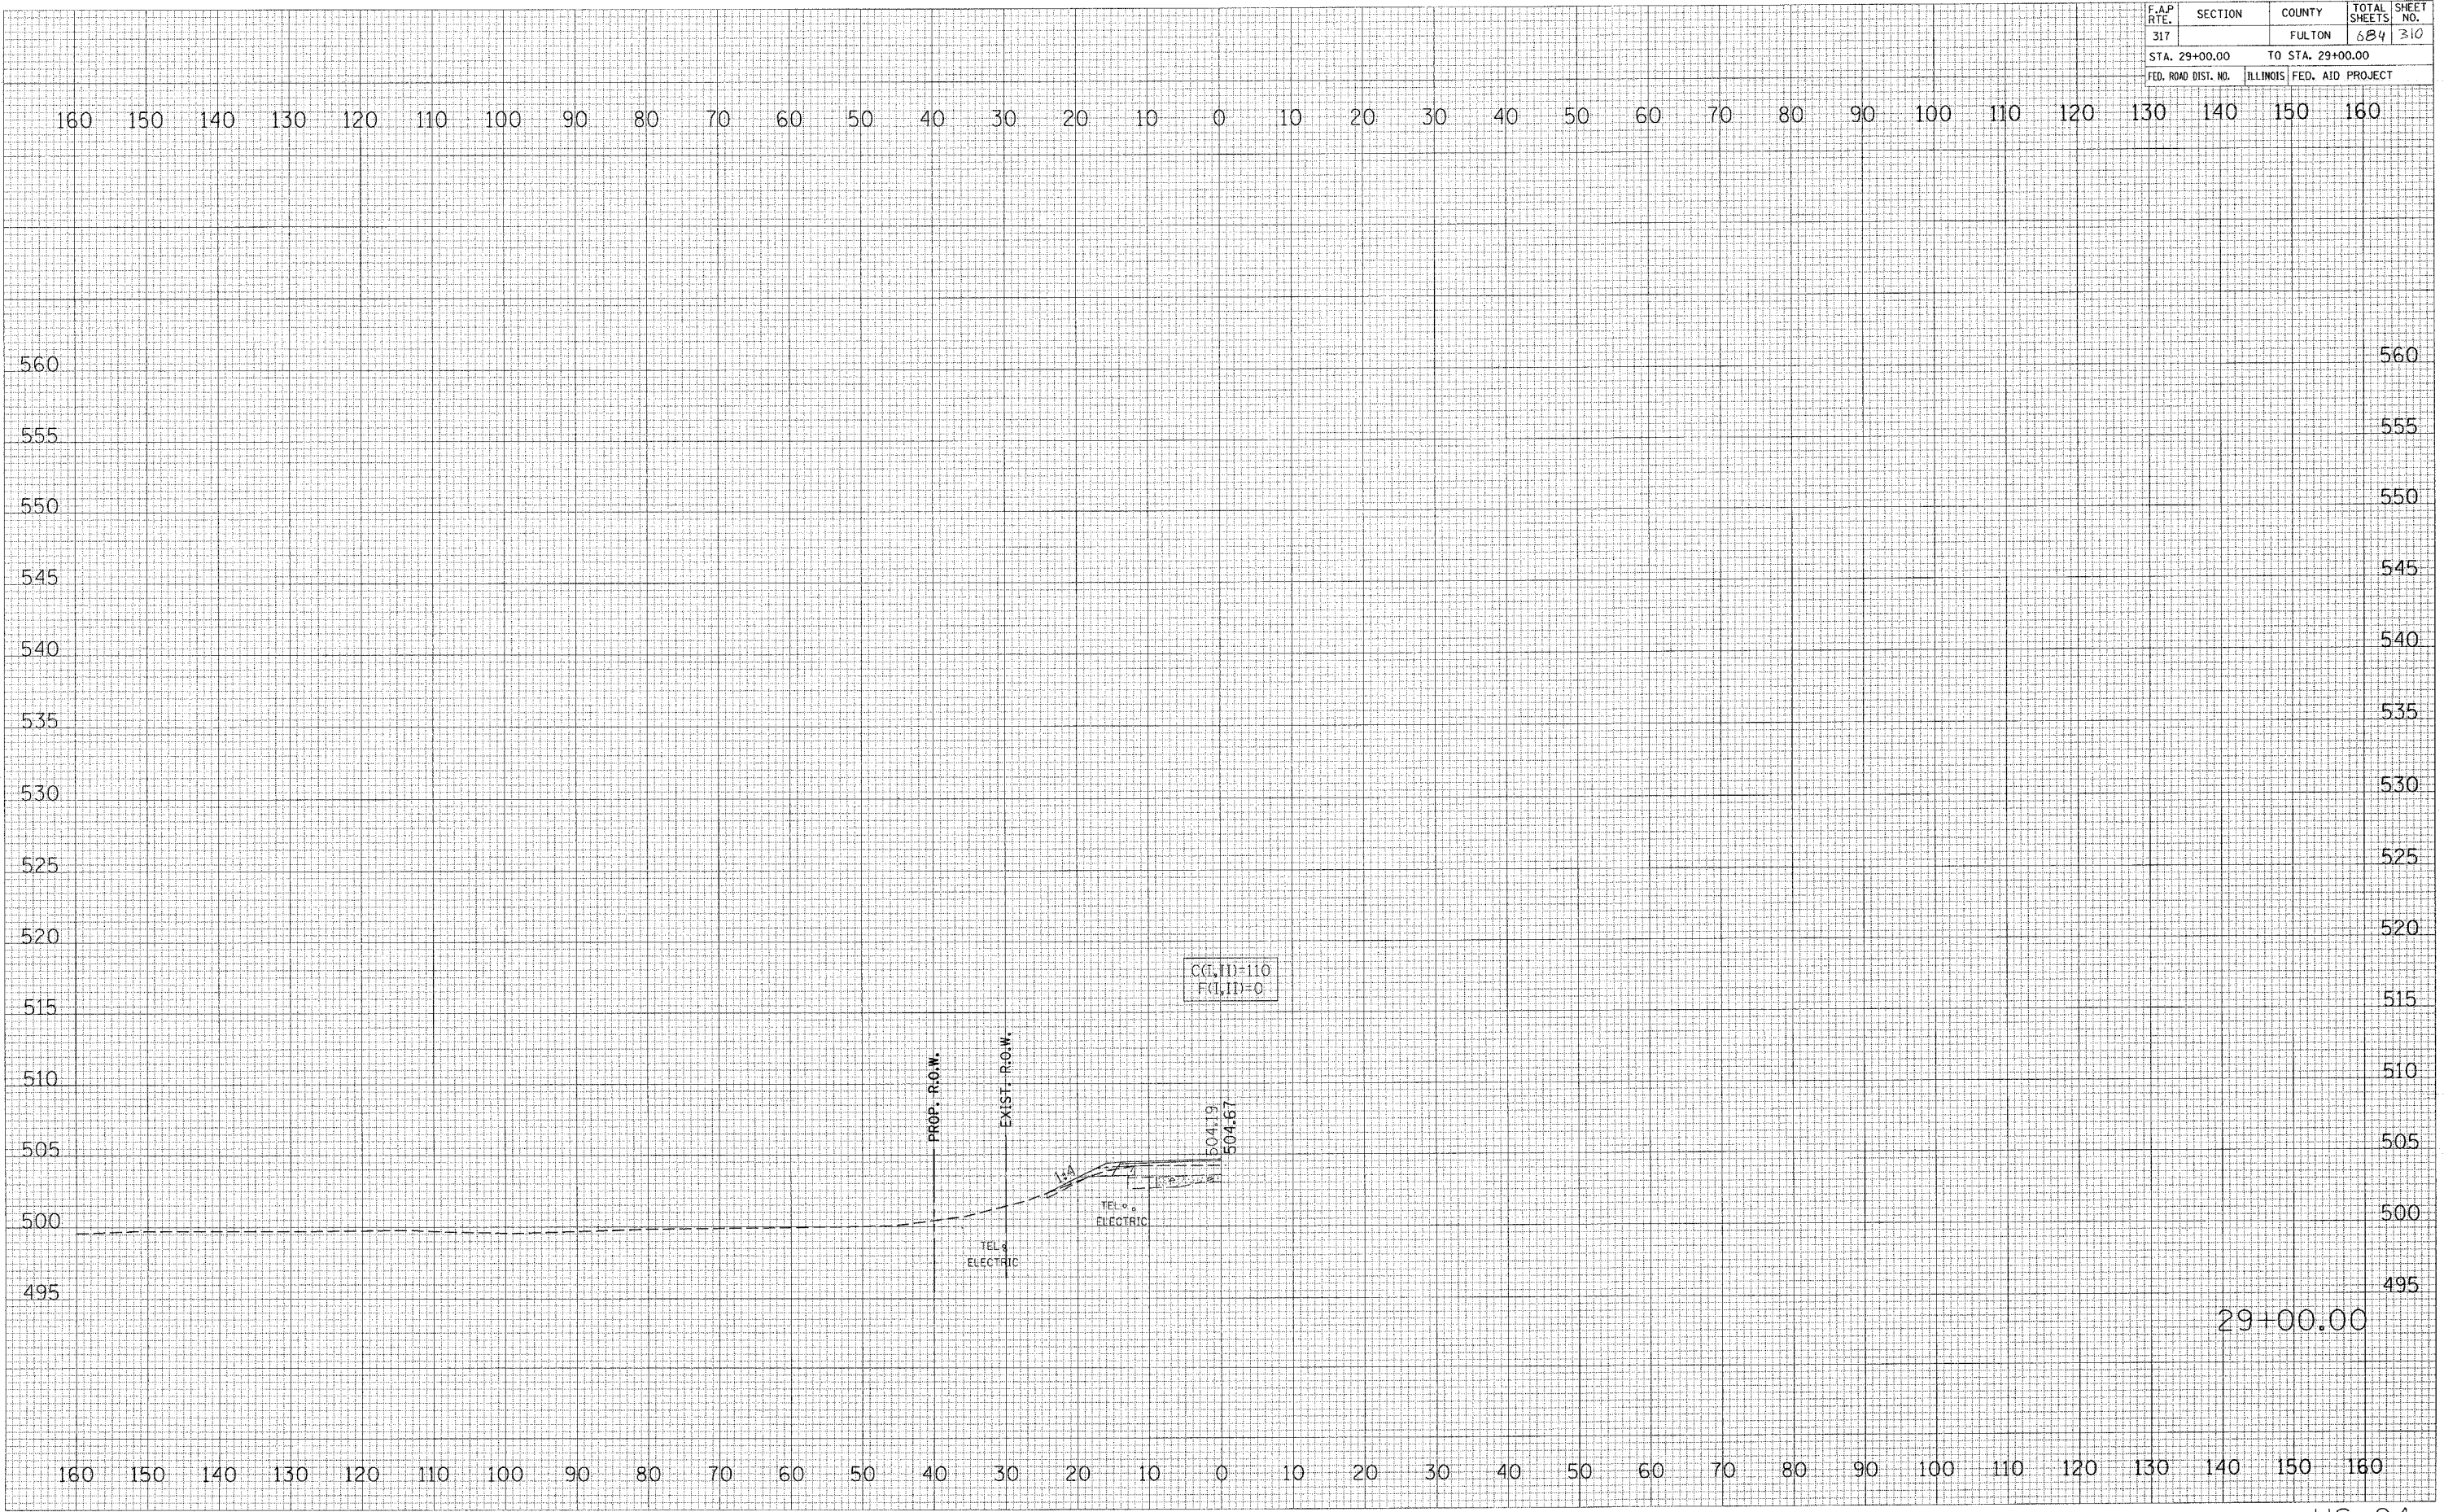 F.A.P RTE. SECTION COUNTY TOTAL SHEETS SHEET NO.
317 FULTON 684 310
STA. 29+00.00 TO STA. 29+00.00
FED. ROAD DIST. NO. ILLINOIS FED. AID PROJECT
160 150 140 130 120 110 100 90 80 70 60 50 40 30 20 10 0 10 20 30 40 50 60 70 80 90 100 110 120 130 140 150 160
560 560
555 555
550 550
545 545
540 540
535 535
530 530
525 525
520 520
C(I,II)=110
F(I,II)=0
515 515
510 510
PROP. R.O.W.
EXIST. R.O.W.
504.19
504.67
505 505
1:4
TEL
ELECTRIC
500 500
TEL
ELECTRIC
495 495
29+00.00
160 150 140 130 120 110 100 90 80 70 60 50 40 30 20 10 0 10 20 30 40 50 60 70 80 90 100 110 120 130 140 150 160